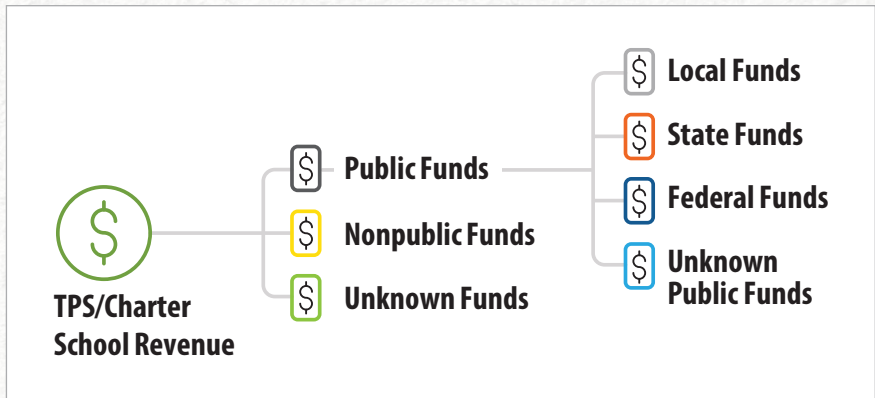 $
TPS/Charter
School Revenue
$ Public Funds
$ Nonpublic Funds
$ Unknown Funds
$ Local Funds
$ State Funds
$ Federal Funds
$ Unknown
Public Funds